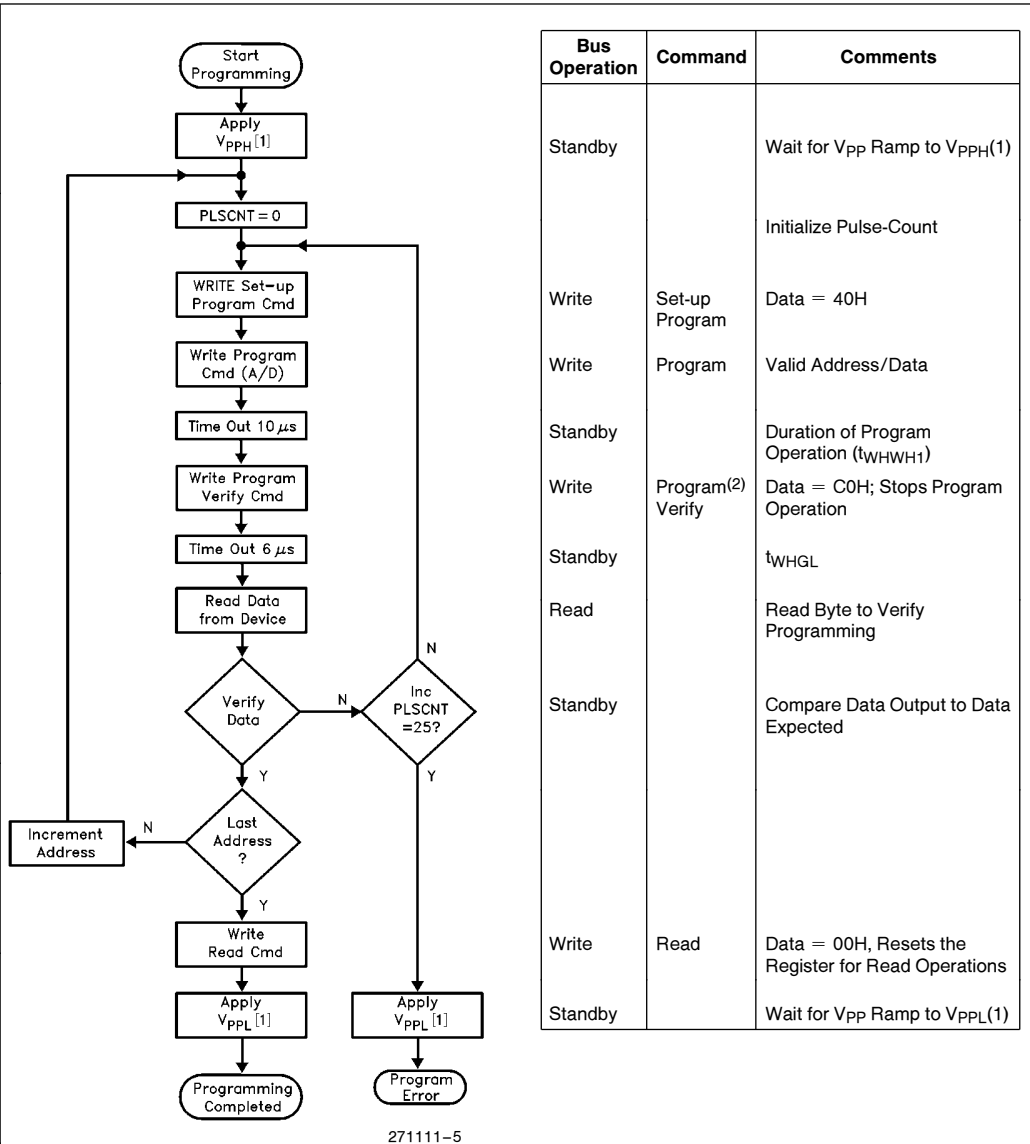 Start
Programming
Apply
VPPH[1]
PLSCNT = 0
WRITE Set-up
Program Cmd
Write Program
Cmd (A/D)
Time Out 10 μs
Write Program
Verify Cmd
Time Out 6 μs
Read Data
from Device
Verify
Data
N
Y
Inc
PLSCNT
=25?
N
Y
Last
Address
?
N
Y
Increment
Address
Write
Read Cmd
Apply
VPPL[1]
Programming
Completed
Apply
VPPL[1]
Program
Error
271111–5
Bus
Operation
Command
Comments
Standby
Wait for VPP Ramp to VPPH(1)
Initialize Pulse-Count
Write
Set-up
Program
Data = 40H
Write
Program
Valid Address/Data
Standby
Duration of Program
Operation (tWHWH1)
Write
Program(2)
Verify
Data = C0H; Stops Program
Operation
Standby
tWHGL
Read
Read Byte to Verify
Programming
Standby
Compare Data Output to Data
Expected
Write
Read
Data = 00H, Resets the
Register for Read Operations
Standby
Wait for VPP Ramp to VPPL(1)